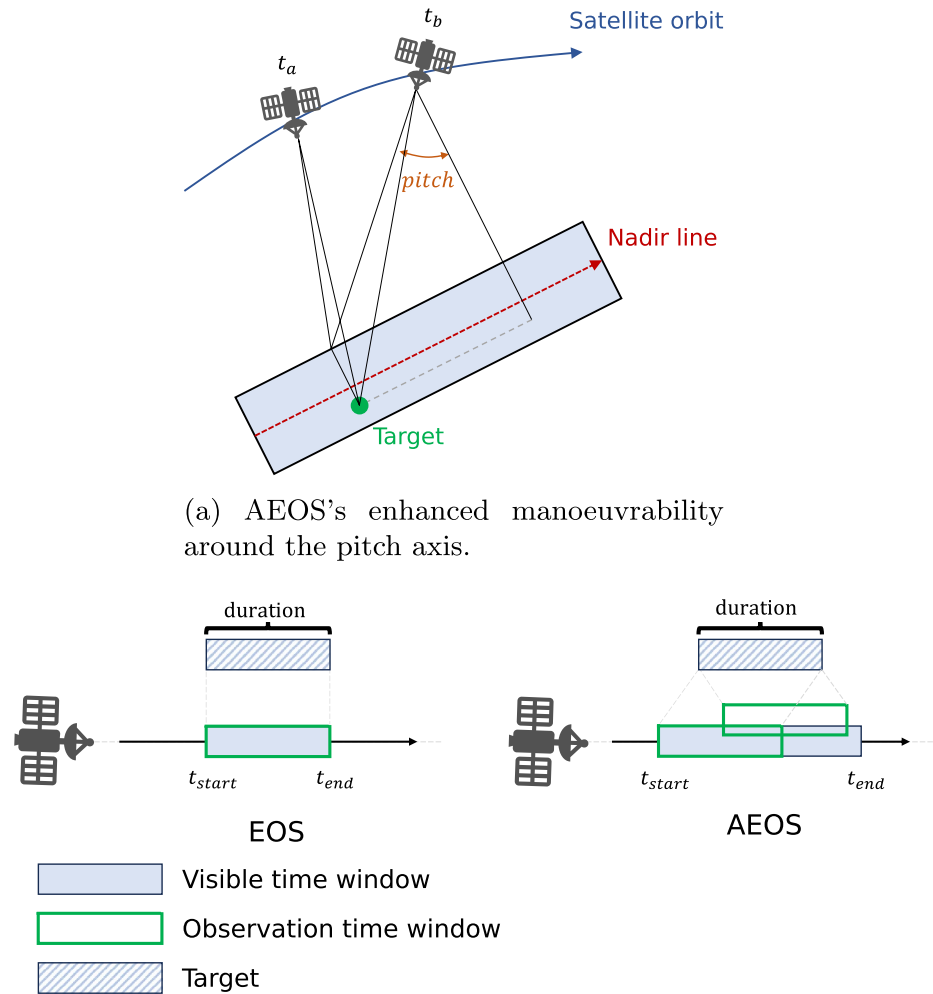 Satellite orbit
t_b
t_a
pitch
Nadir line
Target
(a) AEOS's enhanced manoeuvrability
around the pitch axis.
duration
duration
t_start
t_end
t_start
t_end
EOS
AEOS
Visible time window
Observation time window
Target